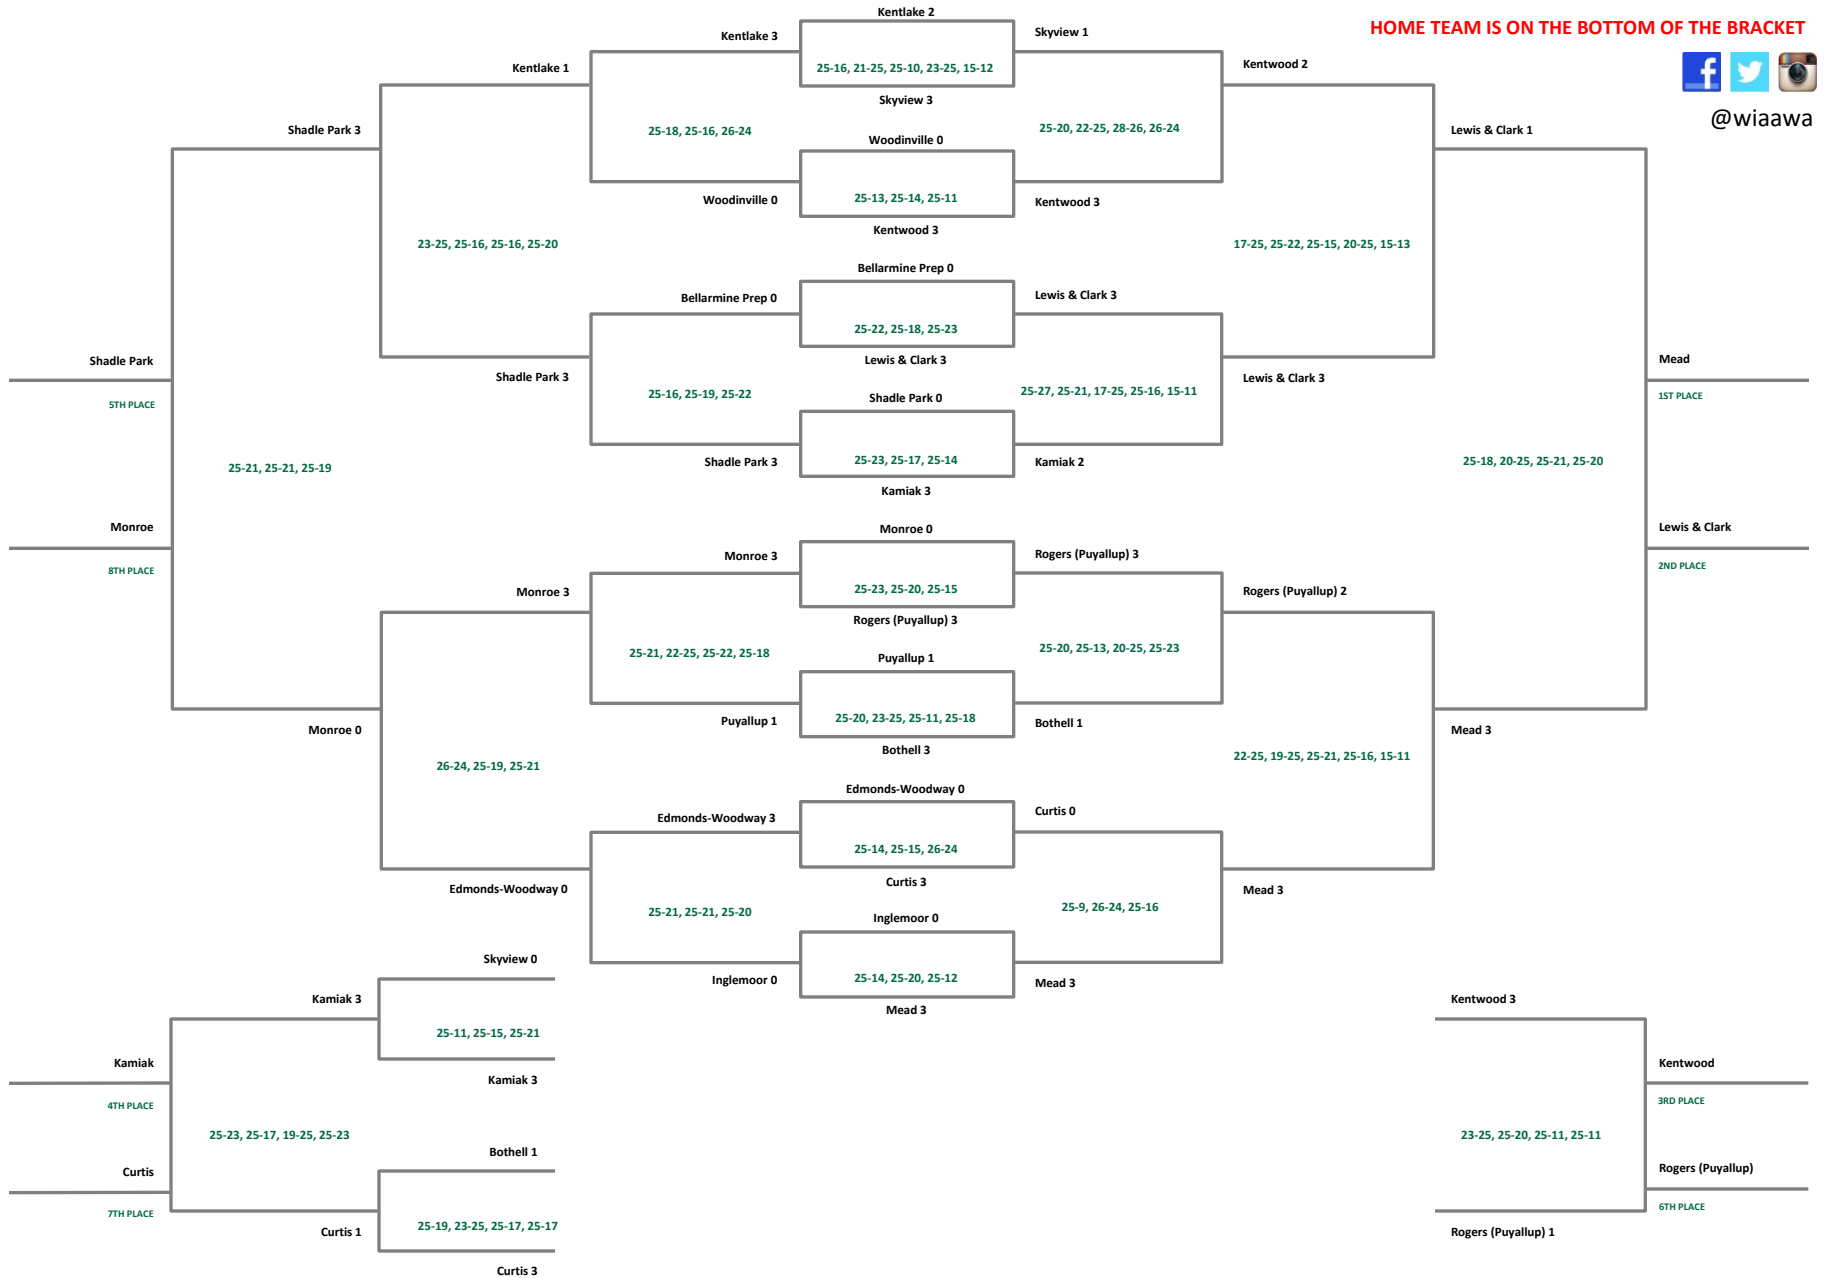 Kentlake 2
HOME TEAM IS ON THE BOTTOM OF THE BRACKET
Kentlake 3
Skyview 1
Kentlake 1
25-16, 21-25, 25-10, 23-25, 15-12
Kentwood 2
Skyview 3
@wiaawa
Shadle Park 3
25-18, 25-16, 26-24
25-20, 22-25, 28-26, 26-24
Lewis & Clark 1
Woodinville 0
Woodinville 0
25-13, 25-14, 25-11
Kentwood 3
Kentwood 3
23-25, 25-16, 25-16, 25-20
17-25, 25-22, 25-15, 20-25, 15-13
Bellarmine Prep 0
Bellarmine Prep 0
Lewis & Clark 3
25-22, 25-18, 25-23
Shadle Park
Lewis & Clark 3
Mead
Shadle Park 3
Lewis & Clark 3
5TH PLACE
25-16, 25-19, 25-22
Shadle Park 0
25-27, 25-21, 17-25, 25-16, 15-11
1ST PLACE
25-21, 25-21, 25-19
Shadle Park 3
25-23, 25-17, 25-14
Kamiak 2
25-18, 20-25, 25-21, 25-20
Kamiak 3
Monroe
Monroe 0
Lewis & Clark
Monroe 3
Rogers (Puyallup) 3
8TH PLACE
2ND PLACE
Monroe 3
25-23, 25-20, 25-15
Rogers (Puyallup) 2
Rogers (Puyallup) 3
25-21, 22-25, 25-22, 25-18
Puyallup 1
25-20, 25-13, 20-25, 25-23
Monroe 0
Puyallup 1
25-20, 23-25, 25-11, 25-18
Bothell 1
Mead 3
Bothell 3
26-24, 25-19, 25-21
22-25, 19-25, 25-21, 25-16, 15-11
Edmonds-Woodway 0
Edmonds-Woodway 3
Curtis 0
25-14, 25-15, 26-24
Edmonds-Woodway 0
Curtis 3
Mead 3
25-21, 25-21, 25-20
Inglemoor 0
25-9, 26-24, 25-16
Skyview 0
Inglemoor 0
25-14, 25-20, 25-12
Mead 3
Kamiak 3
Mead 3
Kentwood 3
25-11, 25-15, 25-21
Kamiak
Kentwood
Kamiak 3
4TH PLACE
3RD PLACE
25-23, 25-17, 19-25, 25-23
23-25, 25-20, 25-11, 25-11
Bothell 1
Curtis
Rogers (Puyallup)
7TH PLACE
6TH PLACE
Curtis 1
25-19, 23-25, 25-17, 25-17
Rogers (Puyallup) 1
Curtis 3